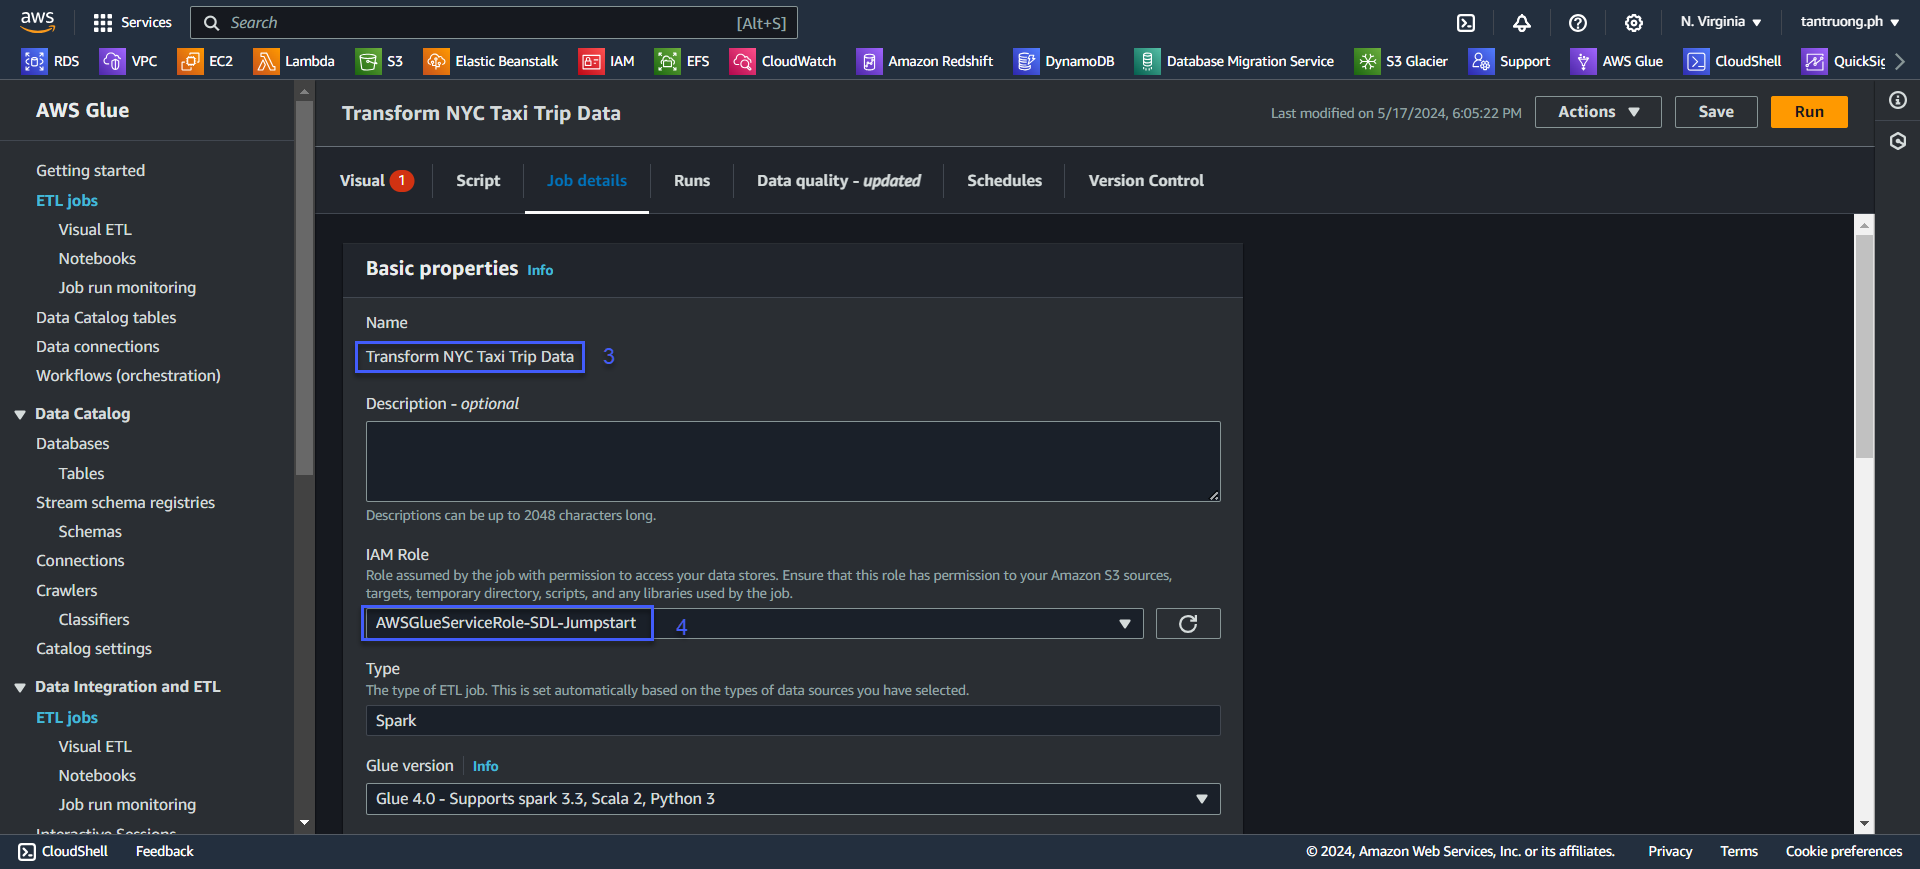 aws Services Search [Alt+S] N. Virginia tantruong.ph
RDS VPC EC2 Lambda S3 Elastic Beanstalk IAM EFS CloudWatch Amazon Redshift DynamoDB Database Migration Service S3 Glacier Support AWS Glue CloudShell QuickSig
AWS Glue
Getting started
ETL jobs
Visual ETL
Notebooks
Job run monitoring
Data Catalog tables
Data connections
Workflows (orchestration)
Data Catalog
Databases
Tables
Stream schema registries
Schemas
Connections
Crawlers
Classifiers
Catalog settings
Data Integration and ETL
ETL jobs
Visual ETL
Notebooks
Job run monitoring
Interactive Sessions
Transform NYC Taxi Trip Data
Last modified on 5/17/2024, 6:05:22 PM Actions Save Run
Visual 1 Script Job details Runs Data quality - updated Schedules Version Control
Basic properties Info
Name
Transform NYC Taxi Trip Data 3
Description - optional
Descriptions can be up to 2048 characters long.
IAM Role
Role assumed by the job with permission to access your data stores. Ensure that this role has permission to your Amazon S3 sources,
targets, temporary directory, scripts, and any libraries used by the job.
AWSGlueServiceRole-SDL-Jumpstart 4
Type
The type of ETL job. This is set automatically based on the types of data sources you have selected.
Spark
Glue version Info
Glue 4.0 - Supports spark 3.3, Scala 2, Python 3
CloudShell Feedback © 2024, Amazon Web Services, Inc. or its affiliates. Privacy Terms Cookie preferences